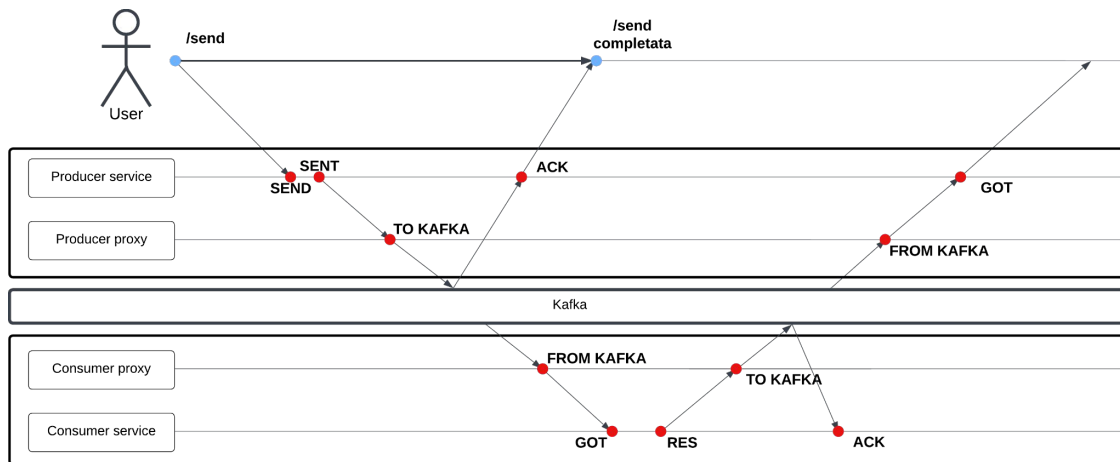 /send
/send
completata
User
Producer service
SENT
SEND
ACK
GOT
Producer proxy
TO KAFKA
FROM KAFKA
Kafka
Consumer proxy
FROM KAFKA
TO KAFKA
Consumer service
GOT
RES
ACK